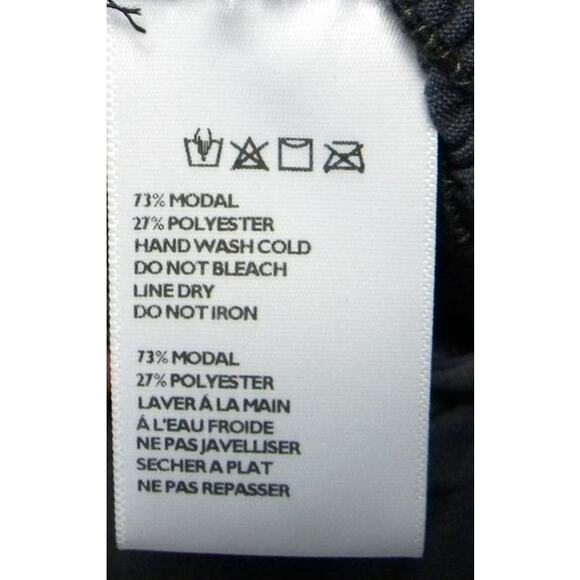 73% MODAL
27% POLYESTER
HAND WASH COLD
DO NOT BLEACH
LINE DRY
DO NOT IRON
73% MODAL
27% POLYESTER
LAVER Á LA MAIN
Á L'EAU FROIDE
NE PAS JAVELLISER
SECHER A PLAT
NE PAS REPASSER